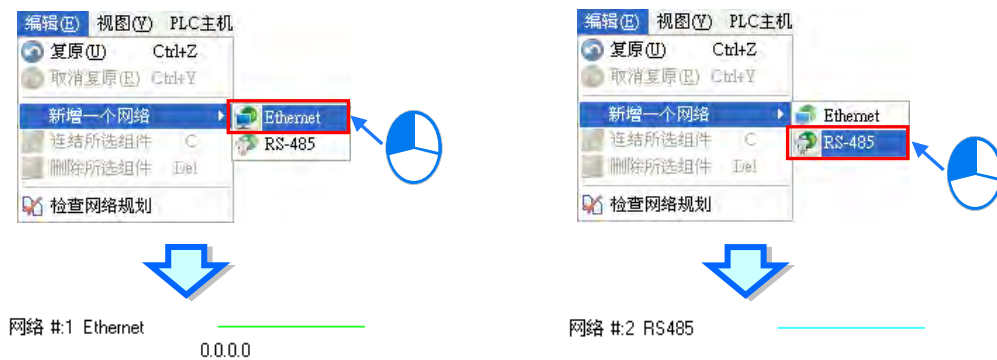 编辑(E) 视图(V) PLC主机
复原(U) Ctrl+Z
取消复原(R) Ctrl+Y
新增一个网络
Ethernet
连结所选组件 C
RS-485
删除所选组件 Del
检查网络规划
网络 #:1 Ethernet
0.0.0.0
编辑(E) 视图(V) PLC主机
复原(U) Ctrl+Z
取消复原(R) Ctrl+Y
新增一个网络
Ethernet
连结所选组件 C
RS-485
删除所选组件 Del
检查网络规划
网络 #:2 RS485